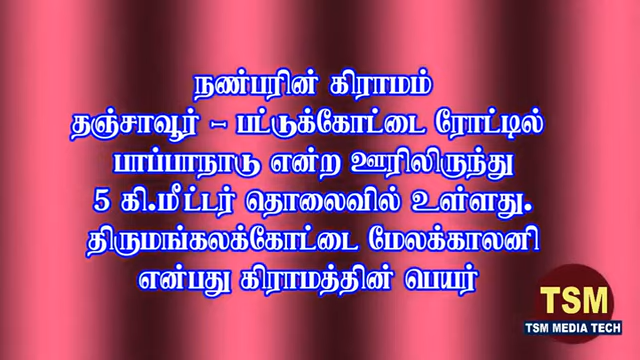 நண்பரின் கிராமம்
தஞ்சாவூர் – பட்டுக்கோட்டை ரோட்டில்
பாப்பாநாடு என்ற ஊரிலிருந்து
5 கி.மீட்டர் தொலைவில் உள்ளது.
திருமங்கலக்கோட்டை மேலக்காலனி
என்பது கிராமத்தின் பெயர்
TSM
TSM MEDIA TECH